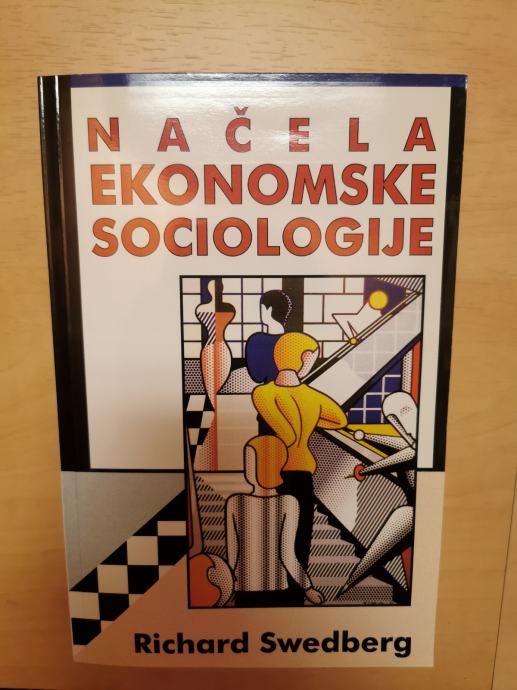 NAČELA
EKONOMSKE
SOCIOLOGIJE
Richard Swedberg